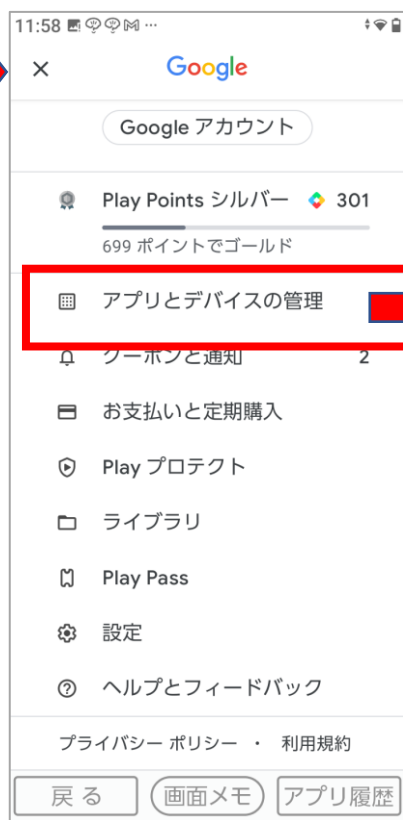 11:58
Google
Google アカウント
Play Points シルバー 301
699 ポイントでゴールド
アプリとデバイスの管理
クーポンと通知 2
お支払いと定期購入
Play プロテクト
ライブラリ
Play Pass
設定
ヘルプとフィードバック
プライバシー ポリシー ・ 利用規約
戻る 画面メモ アプリ履歴